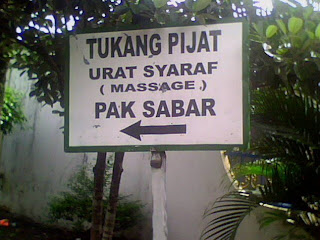 TUKANG PIJAT
URAT SYARAF
( MASSAGE )
PAK SABAR